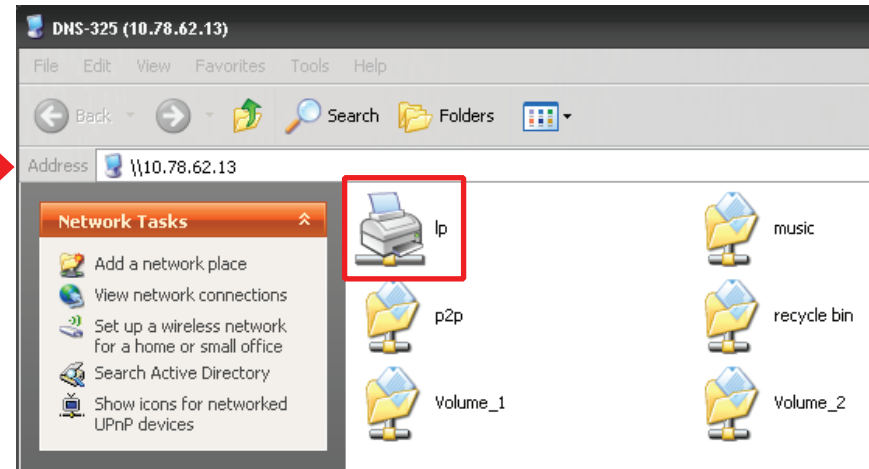 DNS-325 (10.78.62.13)
File Edit View Favorites Tools Help
Back Search Folders
Address \\10.78.62.13
Network Tasks
Add a network place
View network connections
Set up a wireless network
for a home or small office
Search Active Directory
Show icons for networked
UPnP devices
lp music
p2p recycle bin
Volume_1 Volume_2